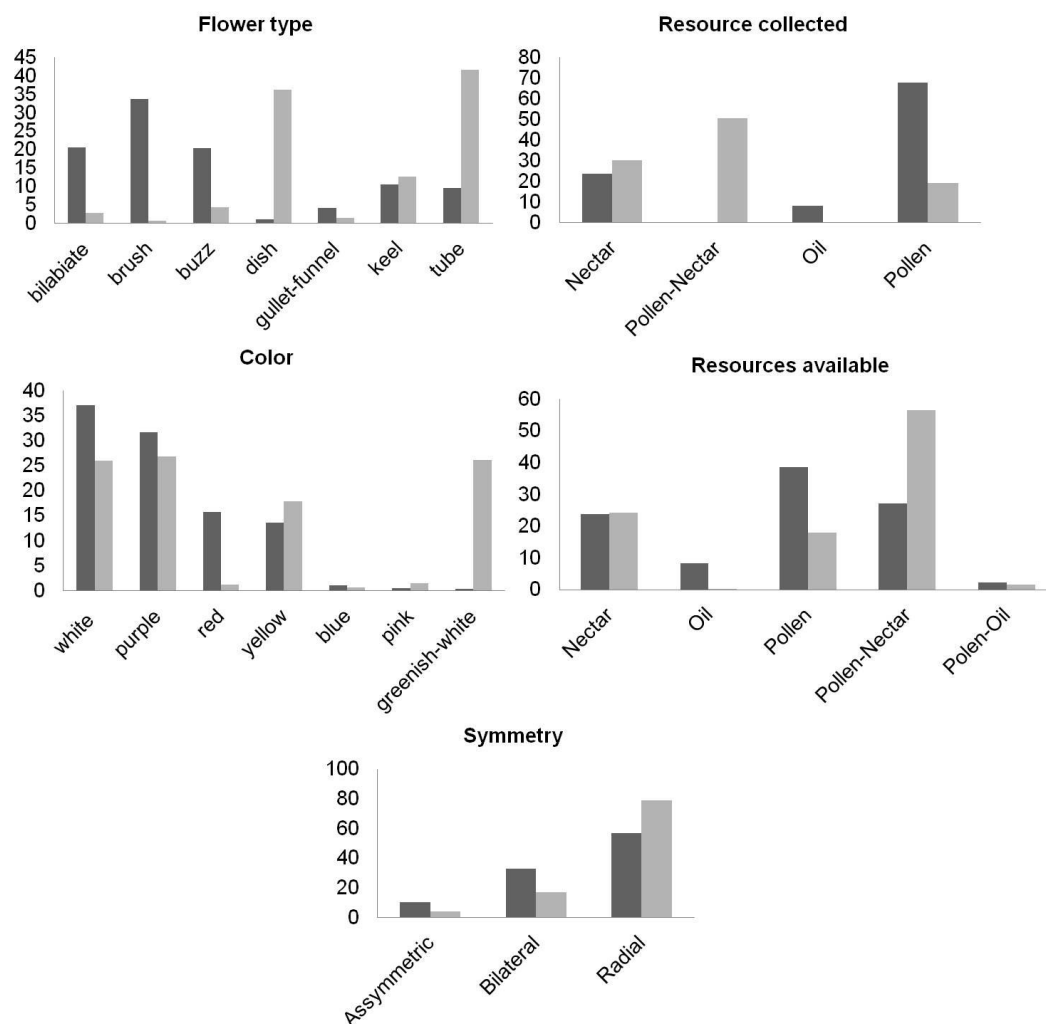 Flower type
45
40
35
30
25
20
15
10
5
0
bilabiate
brush
buzz
dish
gullet-funnel
keel
tube
Resource collected
80
70
60
50
40
30
20
10
0
Nectar
Pollen-Nectar
Oil
Pollen
Color
40
35
30
25
20
15
10
5
0
white
purple
red
yellow
blue
pink
greenish-white
Resources available
60
50
40
30
20
10
0
Nectar
Oil
Pollen
Pollen-Nectar
Polen-Oil
Symmetry
100
80
60
40
20
0
Assymmetric
Bilateral
Radial